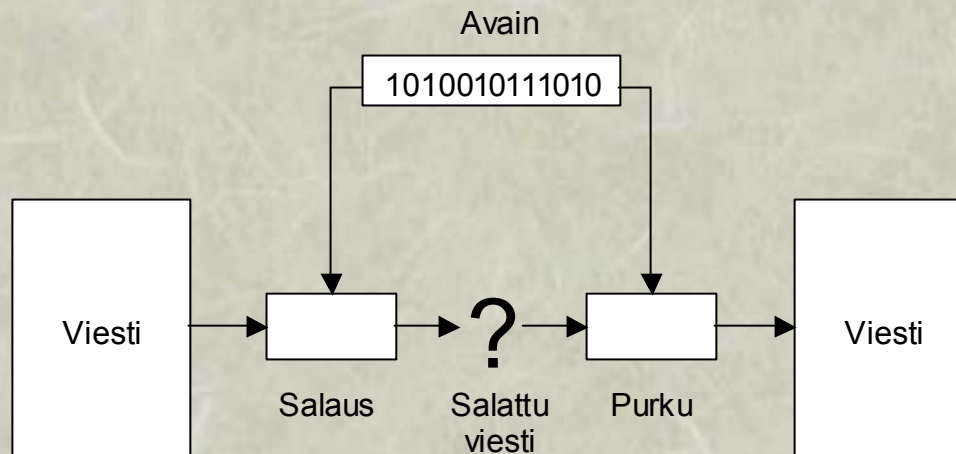 Avain
1010010111010
Viesti
?
Viesti
Salaus
Salattu
viesti
Purku